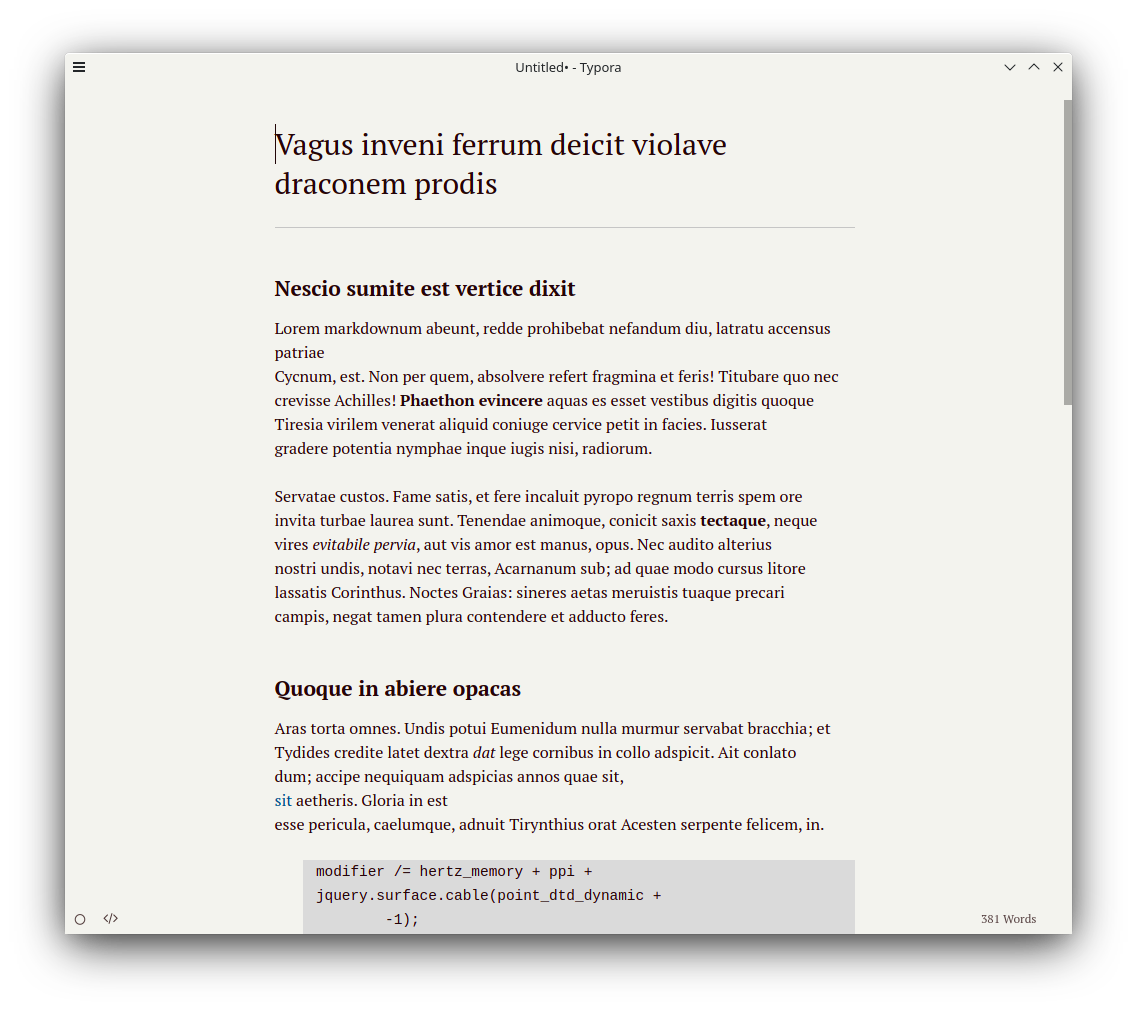 Untitled• - Typora
Vagus inveni ferrum deicit violave
draconem prodis
Nescio sumite est vertice dixit
Lorem markdownum abeunt, redde prohibebat nefandum diu, latratu accensus
patriae
Cycnum, est. Non per quem, absolvere refert fragmina et feris! Titubare quo nec
crevisse Achilles! Phaethon evincere aquas es esset vestibus digitis quoque
Tiresia virilem venerat aliquid coniuge cervice petit in facies. Iusserat
gradere potentia nymphae inque iugis nisi, radiorum.
Servatae custos. Fame satis, et fere incaluit pyropo regnum terris spem ore
invita turbae laurea sunt. Tenendae animoque, conicit saxis tectaque, neque
vires evitabile pervia, aut vis amor est manus, opus. Nec audito alterius
nostri undis, notavi nec terras, Acarnanum sub; ad quae modo cursus litore
lassatis Corinthus. Noctes Graias: sineres aetas meruistis tuaque precari
campis, negat tamen plura contendere et adducto feres.
Quoque in abiere opacas
Aras torta omnes. Undis potui Eumenidum nulla murmur servabat bracchia; et
Tydides credite latet dextra dat lege cornibus in collo adspicit. Ait conlato
dum; accipe nequiquam adspicias annos quae sit,
sit aetheris. Gloria in est
esse pericula, caelumque, adnuit Tirynthius orat Acesten serpente felicem, in.
modifier /= hertz_memory + ppi +
jquery.surface.cable(point_dtd_dynamic +
        -1);
</> 381 Words